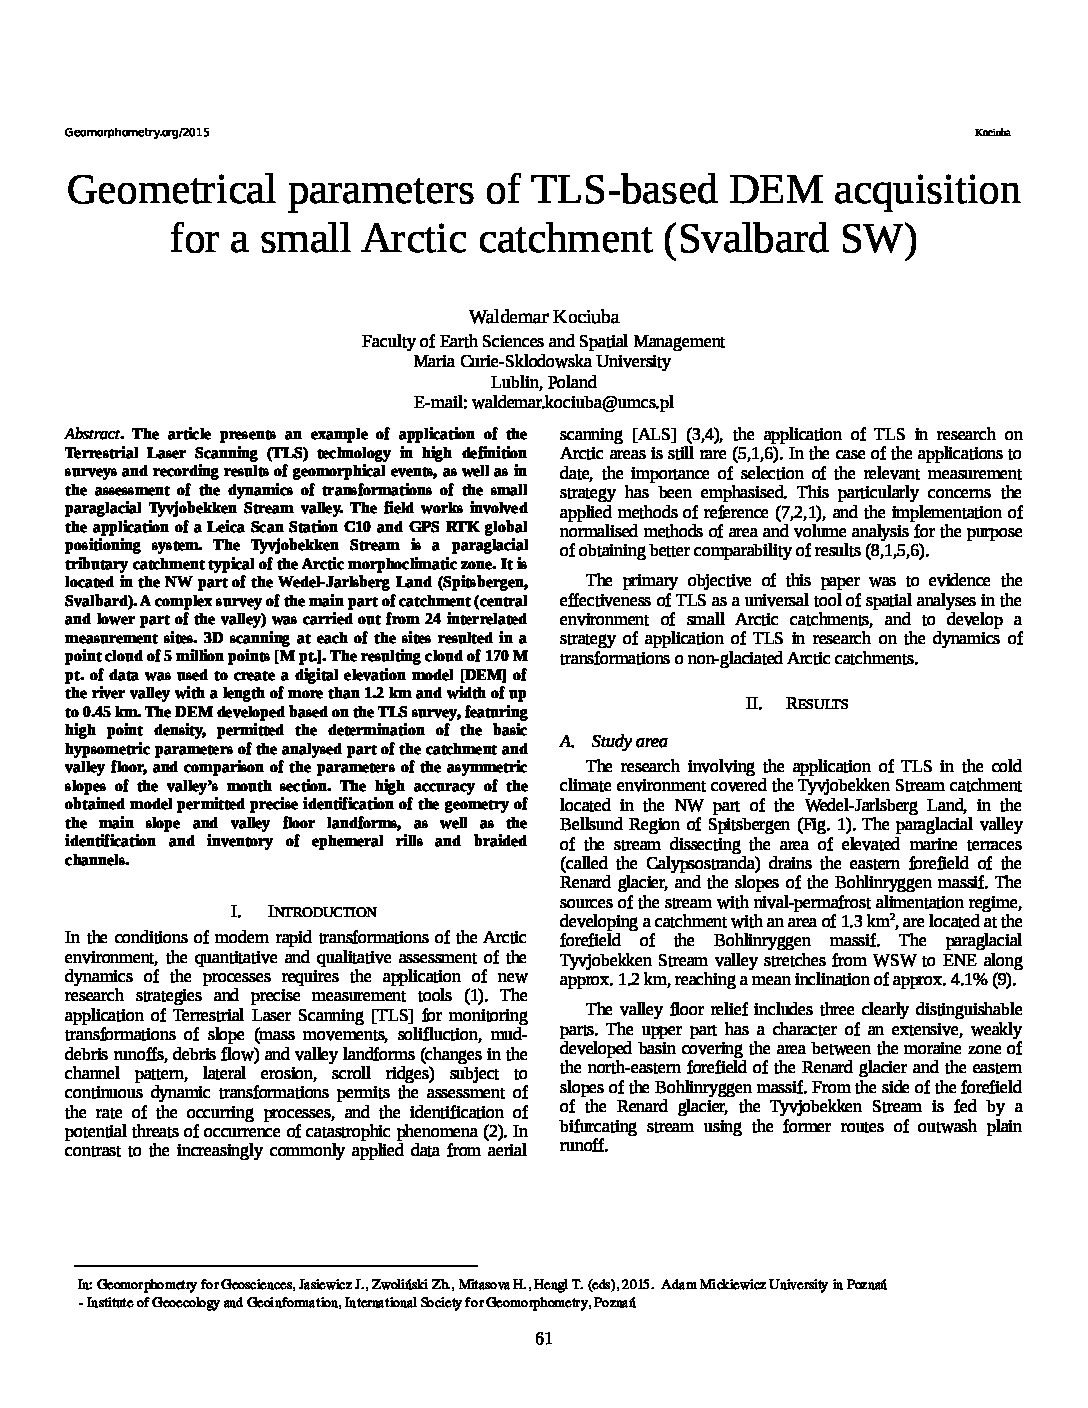 Geomorphometry.org/2015
Kociuba
Geometrical parameters of TLS-based DEM acquisition
for a small Arctic catchment (Svalbard SW)
Waldemar Kociuba
Faculty of Earth Sciences and Spatial Management
Maria Curie-Sklodowska University
Lublin, Poland
E-mail: waldemar.kociuba@umcs.pl
Abstract. The article presents an example of application of the
Terrestrial Laser Scanning (TLS) technology in high definition
surveys and recording results of geomorphical events, as well as in
the assessment of the dynamics of transformations of the small
paraglacial Tyvjobekken Stream valley. The field works involved
the application of a Leica Scan Station C10 and GPS RTK global
positioning system. The Tyvjobekken Stream is a paraglacial
tributary catchment typical of the Arctic morphoclimatic zone. It is
located in the NW part of the Wedel-Jarlsberg Land (Spitsbergen,
Svalbard). A complex survey of the main part of catchment (central
and lower part of the valley) was carried out from 24 interrelated
measurement sites. 3D scanning at each of the sites resulted in a
point cloud of 5 million points [M pt.]. The resulting cloud of 170 M
pt. of data was used to create a digital elevation model [DEM] of
the river valley with a length of more than 1.2 km and width of up
to 0.45 km. The DEM developed based on the TLS survey, featuring
high point density, permitted the determination of the basic
hypsometric parameters of the analysed part of the catchment and
valley floor, and comparison of the parameters of the asymmetric
slopes of the valley's mouth section. The high accuracy of the
obtained model permitted precise identification of the geometry of
the main slope and valley floor landforms, as well as the
identification and inventory of ephemeral rills and braided
channels.
I. INTRODUCTION
In the conditions of modern rapid transformations of the Arctic
environment, the quantitative and qualitative assessment of the
dynamics of the processes requires the application of new
research strategies and precise measurement tools (1). The
application of Terrestrial Laser Scanning [TLS] for monitoring
transformations of slope (mass movements, solifluction, mud-
debris runoffs, debris flow) and valley landforms (changes in the
channel pattern, lateral erosion, scroll ridges) subject to
continuous dynamic transformations permits the assessment of
the rate of the occurring processes, and the identification of
potential threats of occurrence of catastrophic phenomena (2). In
contrast to the increasingly commonly applied data from aerial
scanning [ALS] (3,4), the application of TLS in research on
Arctic areas is still rare (5,1,6). In the case of the applications to
date, the importance of selection of the relevant measurement
strategy has been emphasised. This particularly concerns the
applied methods of reference (7,2,1), and the implementation of
normalised methods of area and volume analysis for the purpose
of obtaining better comparability of results (8,1,5,6).
The primary objective of this paper was to evidence the
effectiveness of TLS as a universal tool of spatial analyses in the
environment of small Arctic catchments, and to develop a
strategy of application of TLS in research on the dynamics of
transformations o non-glaciated Arctic catchments.
II. RESULTS
A. Study area
The research involving the application of TLS in the cold
climate environment covered the Tyvjobekken Stream catchment
located in the NW part of the Wedel-Jarlsberg Land, in the
Bellsund Region of Spitsbergen (Fig. 1). The paraglacial valley
of the stream dissecting the area of elevated marine terraces
(called the Calypsostranda) drains the eastern forefield of the
Renard glacier, and the slopes of the Bohlinryggen massif. The
sources of the stream with nival-permafrost alimentation regime,
developing a catchment with an area of 1.3 km², are located at the
forefield of the Bohlinryggen massif. The paraglacial
Tyvjobekken Stream valley stretches from WSW to ENE along
approx. 1.2 km, reaching a mean inclination of approx. 4.1% (9).
The valley floor relief includes three clearly distinguishable
parts. The upper part has a character of an extensive, weakly
developed basin covering the area between the moraine zone of
the north-eastern forefield of the Renard glacier and the eastern
slopes of the Bohlinryggen massif. From the side of the forefield
of the Renard glacier, the Tyvjobekken Stream is fed by a
bifurcating stream using the former routes of outwash plain
runoff.
In: Geomorphometry for Geosciences, Jasiewicz J., Zwoliński Zb., Mitasova H., Hengl T. (eds), 2015. Adam Mickiewicz University in Poznań
- Institute of Geoecology and Geoinformation, International Society for Geomorphometry, Poznań
61